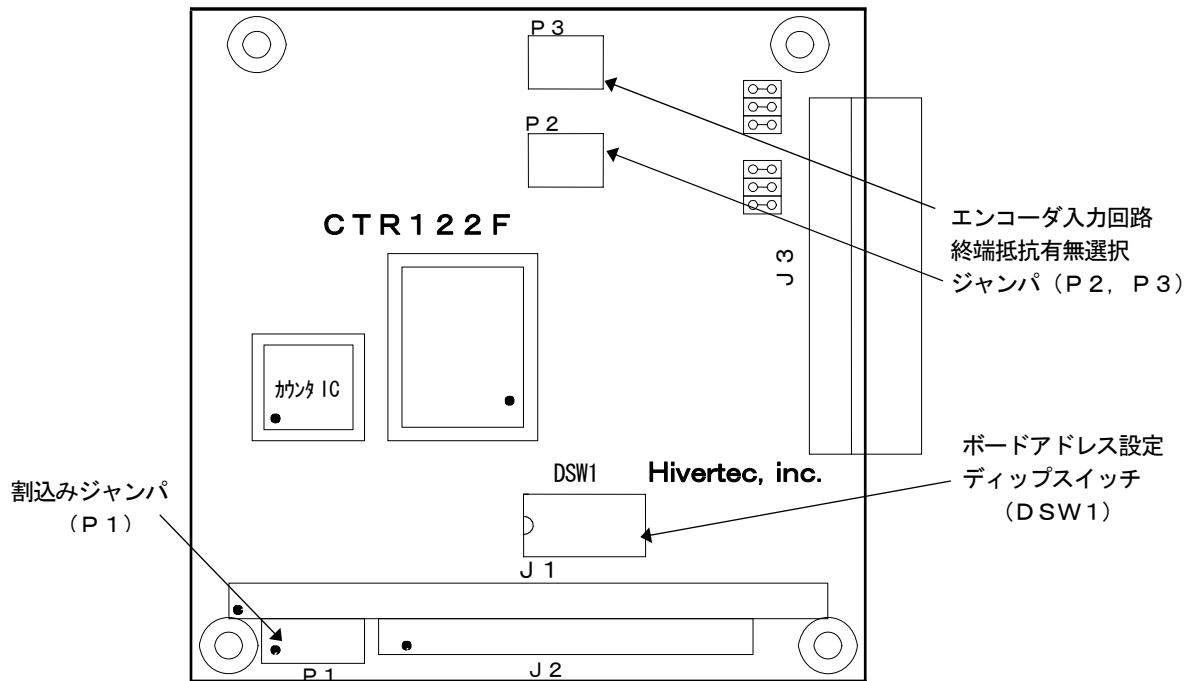 P3
P2
CTR122F
エンコーダ入力回路
終端抵抗有無選択
ジャンパ(P2, P3)
J3
カウンタIC
DSW1
Hivertec, inc.
ボードアドレス設定
ディップスイッチ
(DSW1)
割込みジャンパ
(P1)
J1
P1
J2